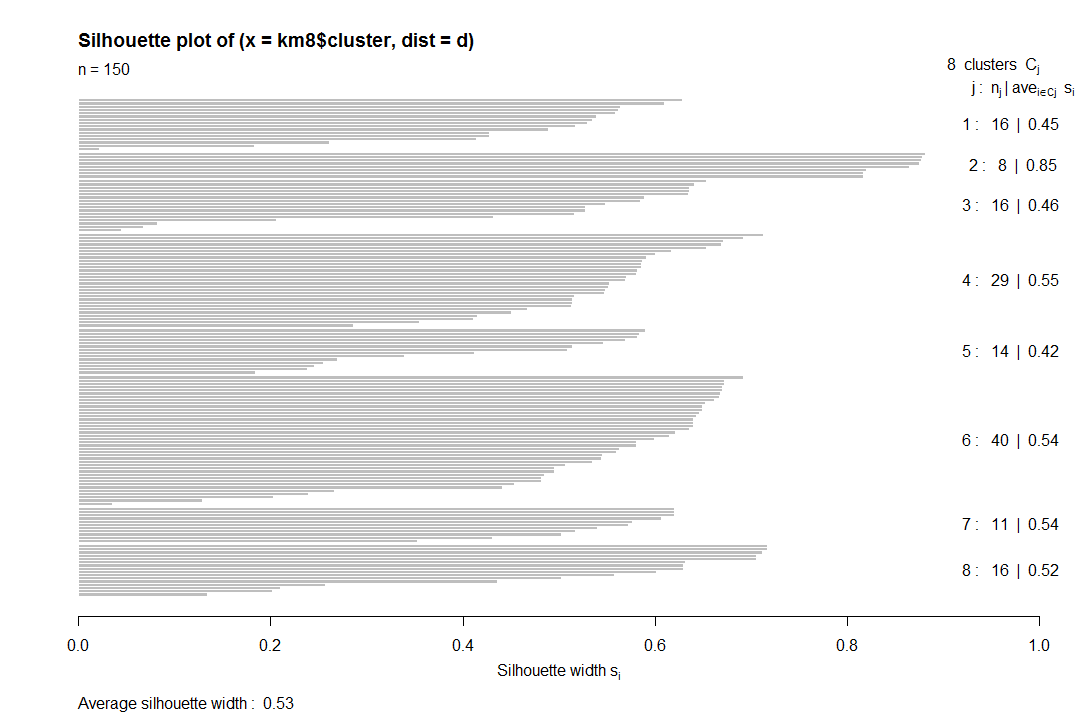 Silhouette plot of (x = km8$cluster, dist = d)
n = 150
8 clusters Cj
j : nj | avei∈Cj si
1 : 16 | 0.45
2 : 8 | 0.85
3 : 16 | 0.46
4 : 29 | 0.55
5 : 14 | 0.42
6 : 40 | 0.54
7 : 11 | 0.54
8 : 16 | 0.52
0.0 0.2 0.4 0.6 0.8 1.0
Silhouette width si
Average silhouette width : 0.53